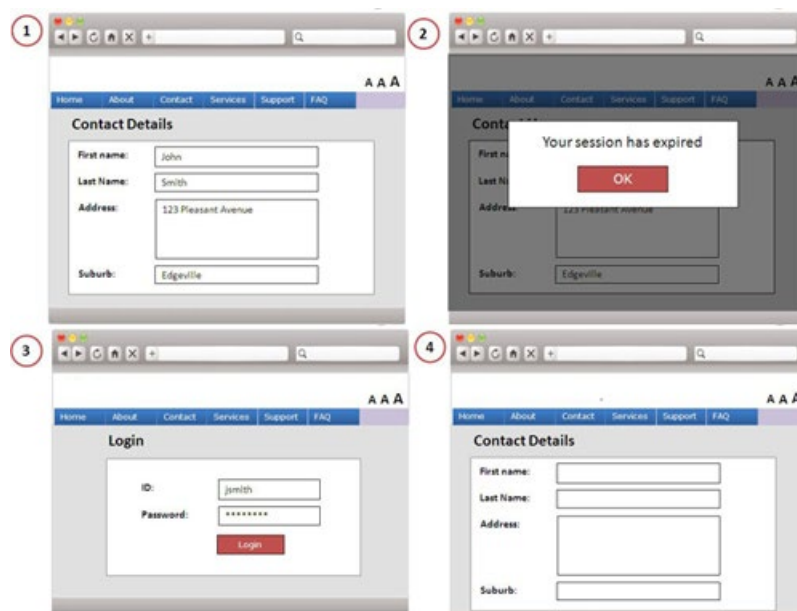 1
A A A
Home About Contact Services Support FAQ
Contact Details
First name: John
Last Name: Smith
Address: 123 Pleasant Avenue
Suburb: Edgeville
2
A A A
Home About Contact Services Support FAQ
Your session has expired
OK
123 Pleasant Avenue
Suburb: Edgeville
3
A A A
Home About Contact Services Support FAQ
Login
ID: jsmith
Password: ********
Login
4
A A A
Home About Contact Services Support FAQ
Contact Details
First name:
Last Name:
Address:
Suburb: